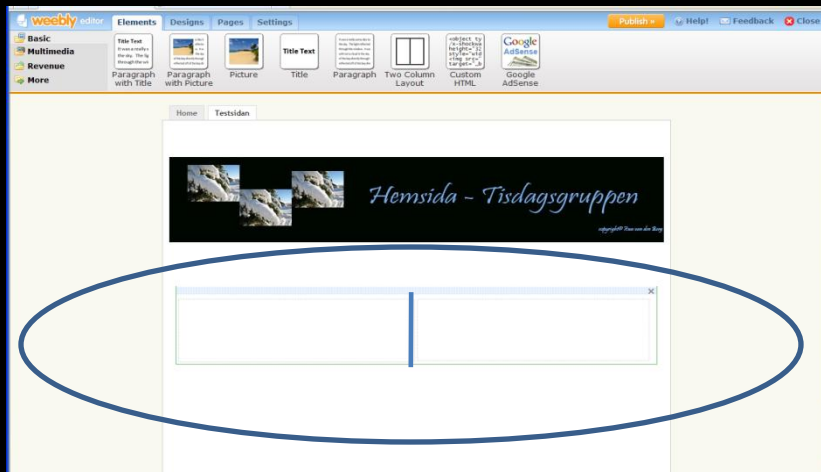 weebly editor Elements Designs Pages Settings Publish » Help! Feedback Close
Basic
Multimedia
Revenue
More
Title Text
Title Text
Google
AdSense
Paragraph with Title
Paragraph with Picture
Picture
Title
Paragraph
Two Column Layout
Custom HTML
Google AdSense
Home Testsidan
Hemsida - Tisdagsgruppen